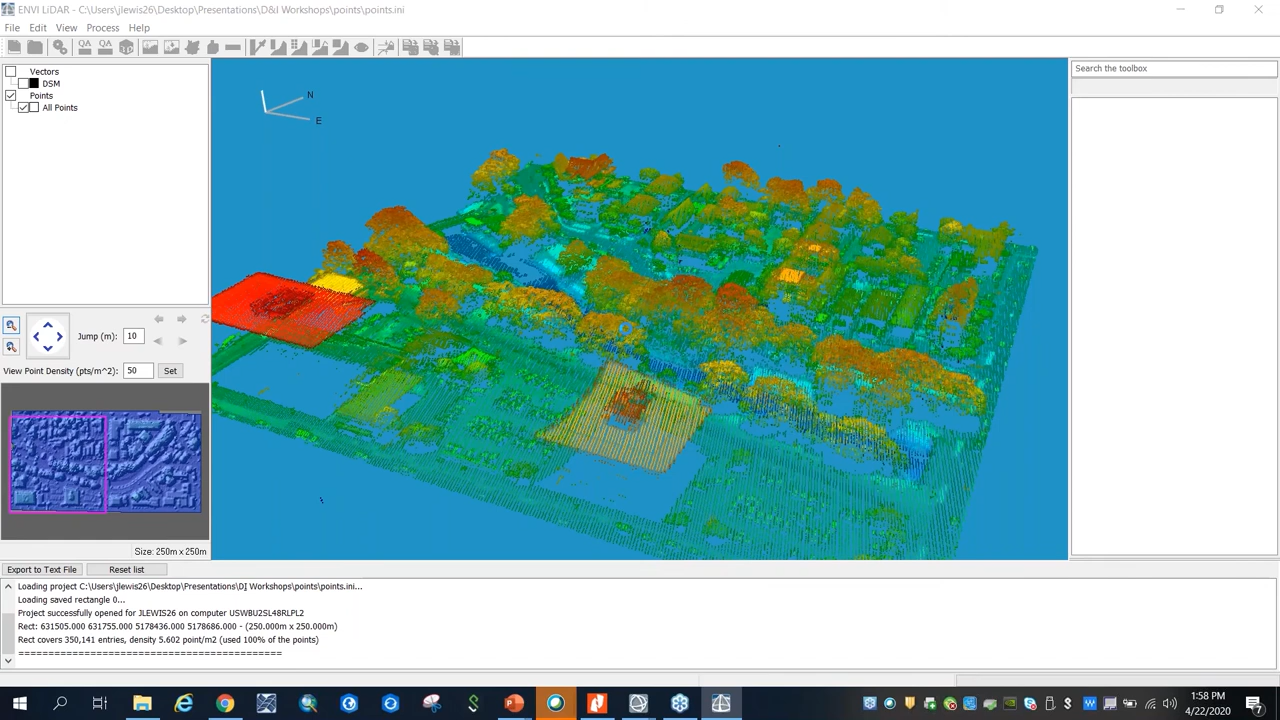 ENVI LiDAR - C:\Users\jlewis26\Desktop\Presentations\D&I Workshops\points\points.ini
File Edit View Process Help
Vectors
DSM
Points
All Points
N
E
Search the toolbox
Jump (m): 10
View Point Density (pts/m^2): 50 Set
Size: 250m x 250m
Export to Text File Reset list
Loading project C:\Users\jlewis26\Desktop\Presentations\DI Workshops\points\points.ini...
Loading saved rectangle 0...
Project successfully opened for JLEWIS26 on computer USWBU2SL48RLPL2
Rect: 631505.000 631755.000 5178436.000 5178686.000 - (250.000m x 250.000m)
Rect covers 350,141 entries, density 5.602 point/m2 (used 100% of the points)
============================================
1:58 PM
4/22/2020